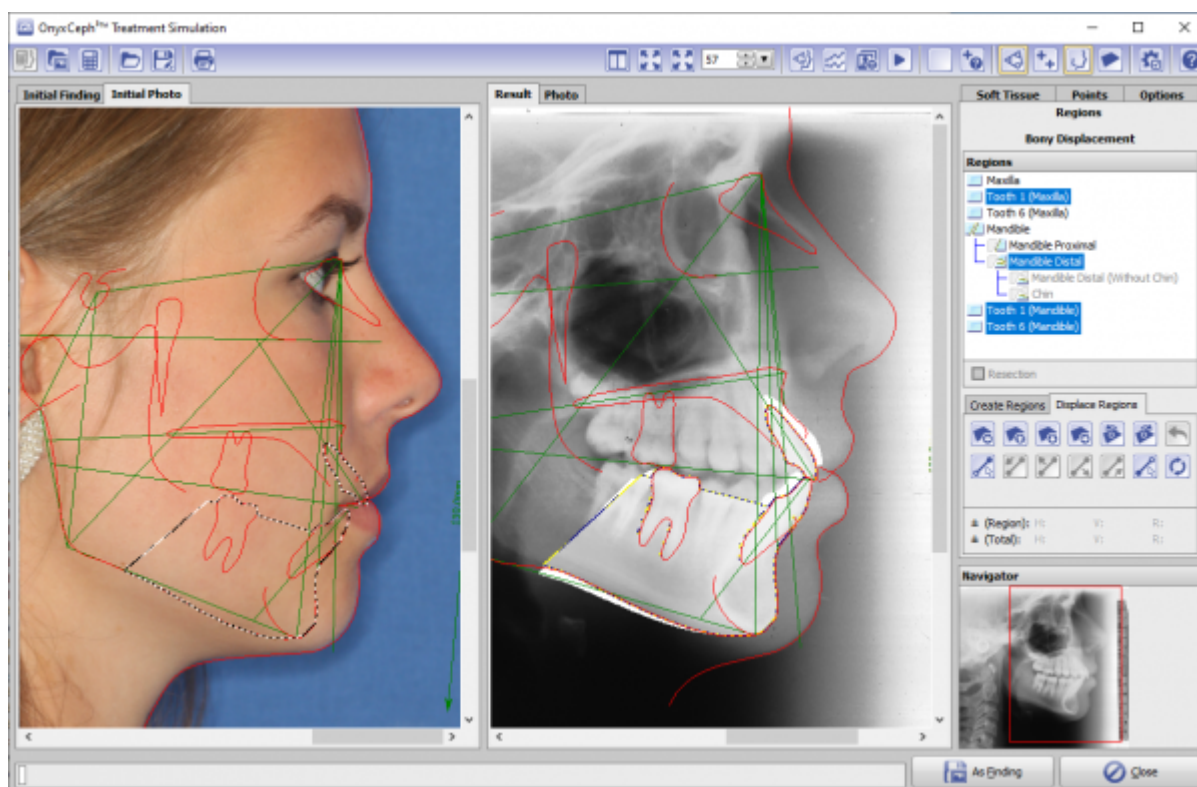 OnyxCeph³™ Treatment Simulation
57
Initial Finding Initial Photo
Result Photo
Soft Tissue Points Options
Regions
Bony Displacement
Regions
Maxilla
Tooth 1 (Maxilla)
Tooth 6 (Maxilla)
Mandible
Mandible Proximal
Mandible Distal
Mandible Distal (Without Chin)
Chin
Tooth 1 (Mandible)
Tooth 6 (Mandible)
Resection
Create Regions Displace Regions
(Region): H: V: R:
(Total): H: V: R:
Navigator
As Finding Close